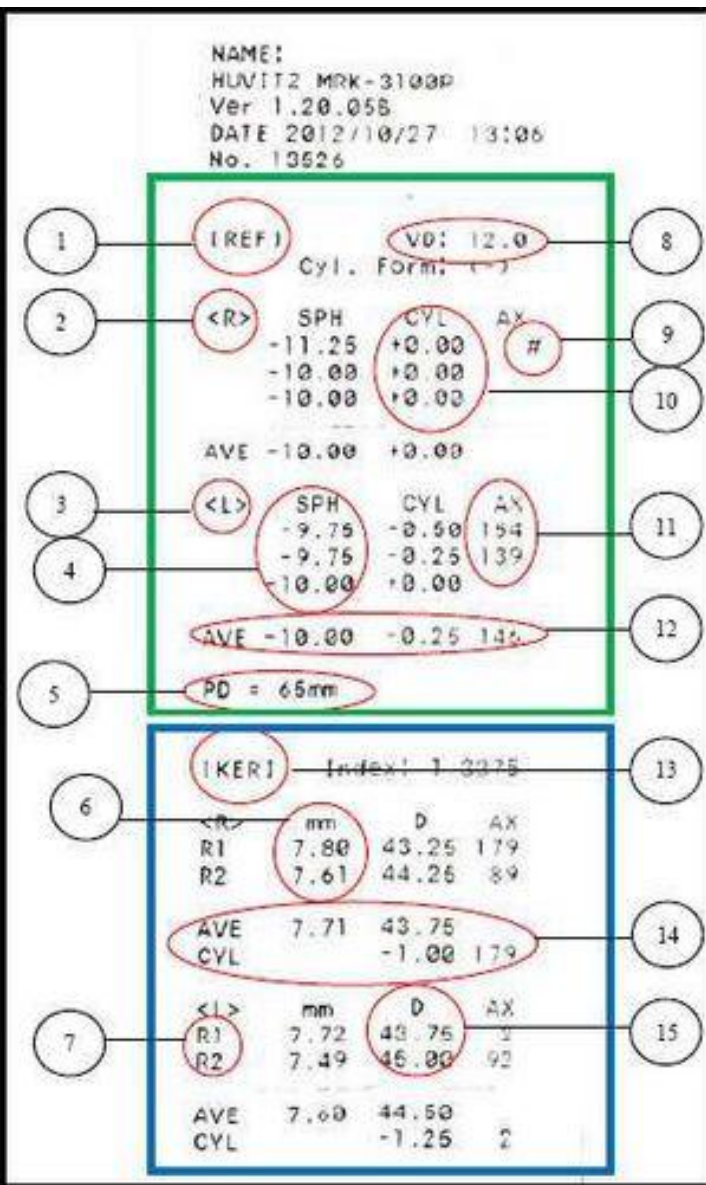 NAME:
HUVITZ MRK-3100P
Ver 1.20.05B
DATE 2012/10/27 13:06
No. 13526
1 [REF] VD: 12.0 8
Cyl. Form: (-)
2 <R> SPH CYL AX 9
-11.25 +0.00 #
-10.00 +0.00
-10.00 +0.00 10
AVE -10.00 +0.00
3 <L> SPH CYL AX 11
-9.75 -0.50 154
4 -9.75 -0.25 139
-10.00 +0.00
AVE -10.00 -0.25 146 12
5 PD = 65mm
[KER] Index: 1.3375 13
6 <R> mm D AX
R1 7.80 43.25 179
R2 7.61 44.25 89
AVE 7.71 43.75 14
CYL -1.00 179
<L> mm D AX 15
7 R1 7.72 43.75 2
R2 7.49 45.00 92
AVE 7.60 44.50
CYL -1.25 2